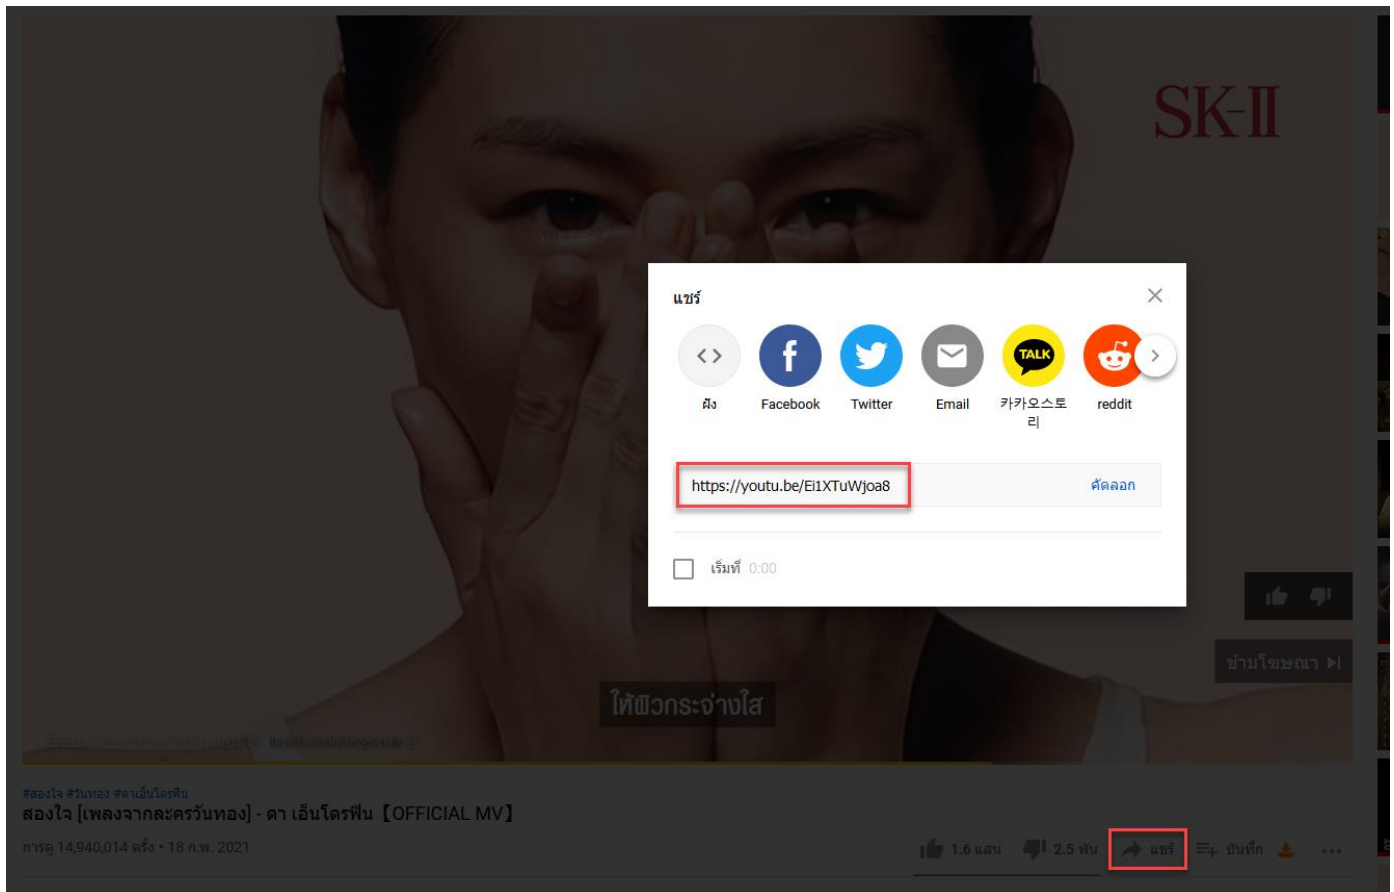 SK-II
แชร์
ฝัง
Facebook
Twitter
Email
카카오스토
리
TALK
reddit
https://youtu.be/Ei1XTuWjoa8
คัดลอก
เริ่มที่ 0:00
ข้ามโฆษณา
ให้ผิวกระจ่างใส
#สองใจ #วันทอง #ดาเอ็นโดรฟิน
สองใจ [เพลงจากละครวันทอง] - ดา เอ็นโดรฟิน【OFFICIAL MV】
การดู 14,940,014 ครั้ง • 18 ก.พ. 2021
1.6 แสน 2.5 พัน แชร์ บันทึก